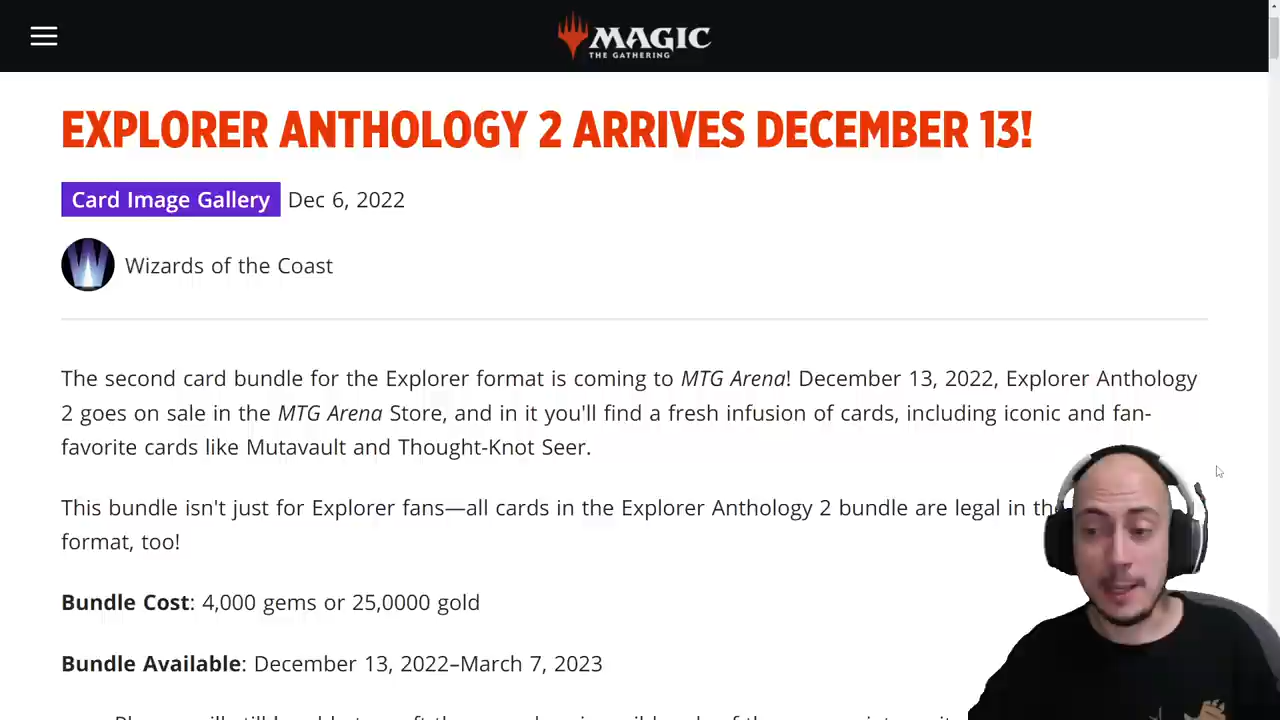 MAGIC
THE GATHERING
EXPLORER ANTHOLOGY 2 ARRIVES DECEMBER 13!
Card Image Gallery Dec 6, 2022
Wizards of the Coast
The second card bundle for the Explorer format is coming to MTG Arena! December 13, 2022, Explorer Anthology
2 goes on sale in the MTG Arena Store, and in it you'll find a fresh infusion of cards, including iconic and fan-
favorite cards like Mutavault and Thought-Knot Seer.
This bundle isn't just for Explorer fans—all cards in the Explorer Anthology 2 bundle are legal in the
format, too!
Bundle Cost: 4,000 gems or 25,0000 gold
Bundle Available: December 13, 2022–March 7, 2023